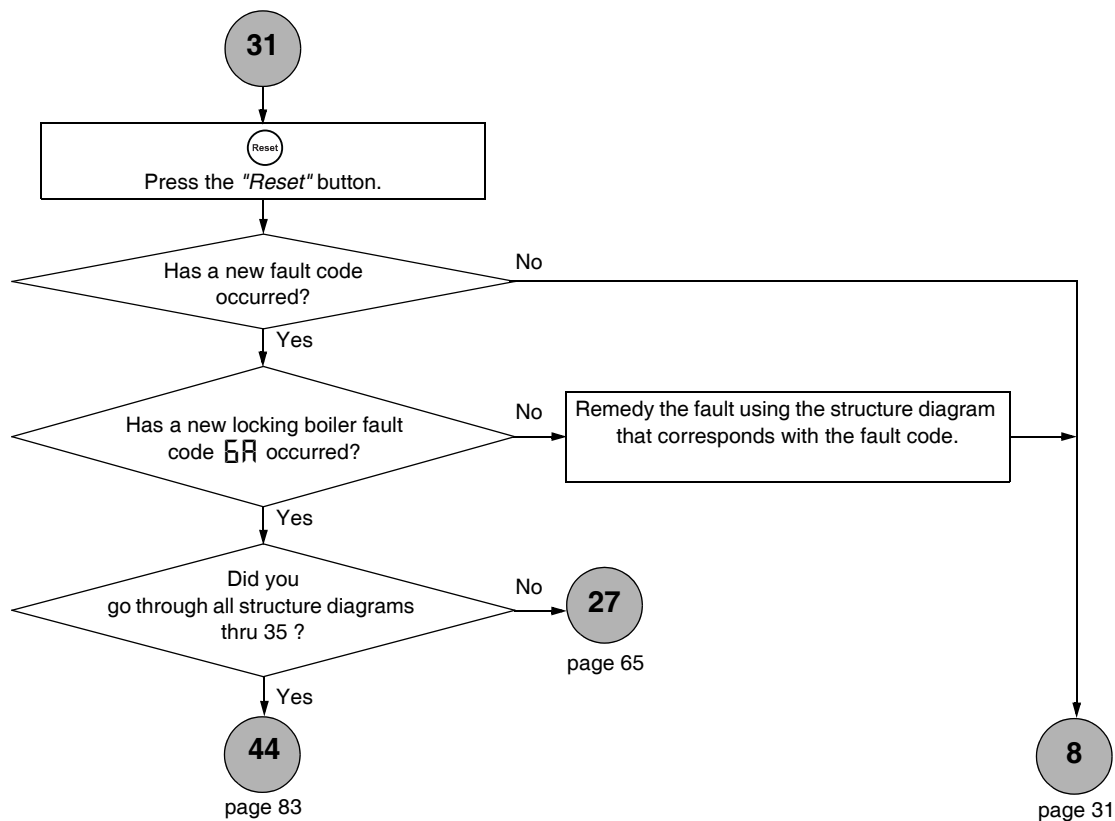 31
Reset
Press the "Reset" button.
Has a new fault code
occurred?
No
Yes
Has a new locking boiler fault
code 6A occurred?
No
Remedy the fault using the structure diagram
that corresponds with the fault code.
Yes
Did you
go through all structure diagrams
thru 35 ?
No
27
page 65
Yes
44
page 83
8
page 31